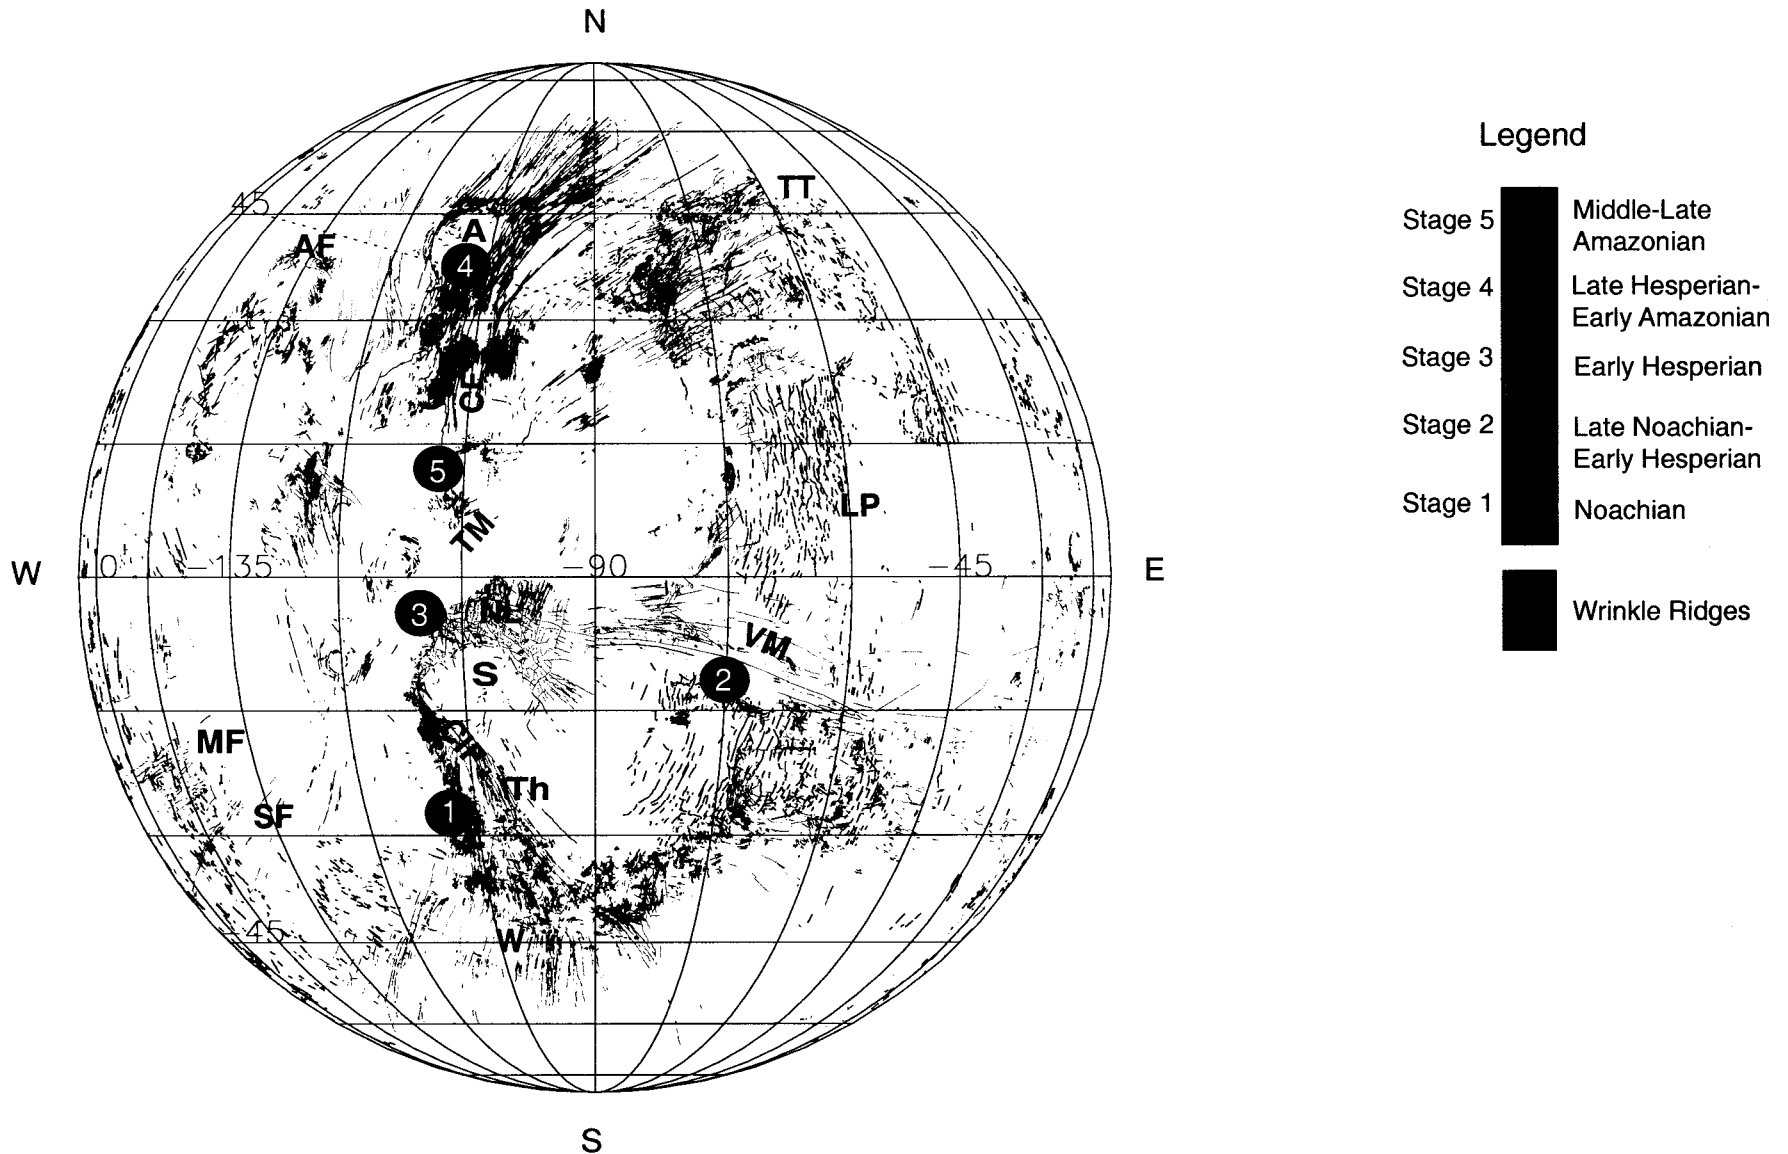 N
Legend
TT
Stage 5
Middle-Late
Amazonian
45
A
AF
4
Stage 4
Late Hesperian-
Early Amazonian
Stage 3
Early Hesperian
CF
Stage 2
Late Noachian-
Early Hesperian
5
LP
Stage 1
Noachian
TM
W
0
-135
-90
-45
E
3
NL
Wrinkle Ridges
VM
S
2
MF
CF
Th
1
SF
-45
W
S